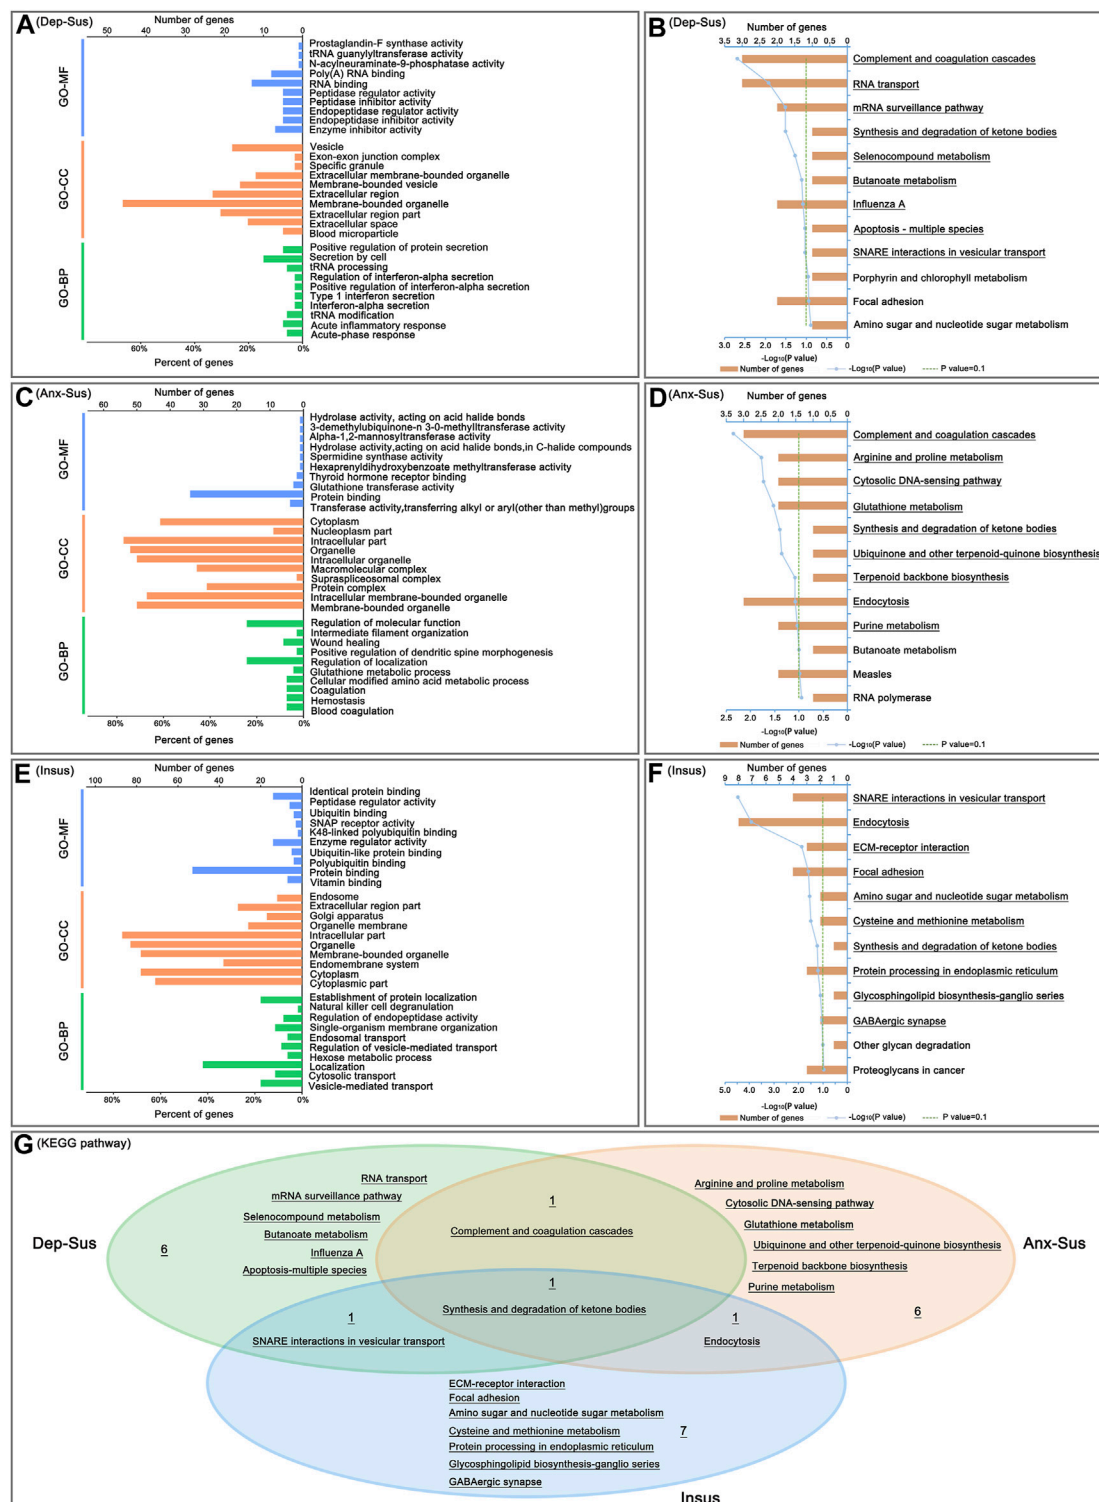 A (Dep-Sus)
Number of genes
50 40 30 20 10 0
GO-MF
Prostaglandin-F synthase activity
tRNA guanylyltransferase activity
N-acylneuraminate-9-phosphatase activity
Poly(A) RNA binding
RNA binding
Peptidase regulator activity
Peptidase inhibitor activity
Endopeptidase regulator activity
Endopeptidase inhibitor activity
Enzyme inhibitor activity
GO-CC
Vesicle
Exon-exon junction complex
Specific granule
Extracellular membrane-bounded organelle
Membrane-bounded vesicle
Extracellular region
Membrane-bounded organelle
Extracellular region part
Extracellular space
Blood microparticle
GO-BP
Positive regulation of protein secretion
Secretion by cell
tRNA processing
Regulation of interferon-alpha secretion
Positive regulation of interferon-alpha secretion
Type 1 interferon secretion
Interferon-alpha secretion
tRNA modification
Acute inflammatory response
Acute-phase response
60% 40% 20% 0%
Percent of genes
B (Dep-Sus)
Number of genes
3.5 3.0 2.5 2.0 1.5 1.0 0.5 0
Complement and coagulation cascades
RNA transport
mRNA surveillance pathway
Synthesis and degradation of ketone bodies
Selenocompound metabolism
Butanoate metabolism
Influenza A
Apoptosis - multiple species
SNARE interactions in vesicular transport
Porphyrin and chlorophyll metabolism
Focal adhesion
Amino sugar and nucleotide sugar metabolism
3.0 2.5 2.0 1.5 1.0 0.5 0
-Log10(P value)
Number of genes -Log10(P value) P value=0.1
C (Anx-Sus)
Number of genes
60 50 40 30 20 10 0
GO-MF
Hydrolase activity, acting on acid halide bonds
3-demethylubiquinone-n 3-0-methylltransferase activity
Alpha-1,2-mannosyltransferase activity
Hydrolase activity,acting on acid halide bonds,in C-halide compounds
Spermidine synthase activity
Hexaprenyldihydroxybenzoate methyltransferase activity
Thyroid hormone receptor binding
Glutathione transferase activity
Protein binding
Transferase activity,transferring alkyl or aryl(other than methyl)groups
GO-CC
Cytoplasm
Nucleoplasm part
Intracellular part
Organelle
Intracellular organelle
Macromolecular complex
Supraspliceosomal complex
Protein complex
Intracellular membrane-bounded organelle
Membrane-bounded organelle
GO-BP
Regulation of molecular function
Intermediate filament organization
Wound healing
Positive regulation of dendritic spine morphogenesis
Regulation of localization
Glutathione metabolic process
Cellular modified amino acid metabolic process
Coagulation
Hemostasis
Blood coagulation
80% 60% 40% 20% 0%
Percent of genes
D (Anx-Sus)
Number of genes
3.5 3.0 2.5 2.0 1.5 1.0 0.5 0
Complement and coagulation cascades
Arginine and proline metabolism
Cytosolic DNA-sensing pathway
Glutathione metabolism
Synthesis and degradation of ketone bodies
Ubiquinone and other terpenoid-quinone biosynthesis
Terpenoid backbone biosynthesis
Endocytosis
Purine metabolism
Butanoate metabolism
Measles
RNA polymerase
2.5 2.0 1.5 1.0 0.5 0
-Log10(P value)
Number of genes -Log10(P value) P value=0.1
E (Insus)
Number of genes
100 80 60 40 20 0
GO-MF
Identical protein binding
Peptidase regulator activity
Ubiquitin binding
SNAP receptor activity
K48-linked polyubiquitin binding
Enzyme regulator activity
Ubiquitin-like protein binding
Polyubiquitin binding
Protein binding
Vitamin binding
GO-CC
Endosome
Extracellular region part
Golgi apparatus
Organelle membrane
Intracellular part
Organelle
Membrane-bounded organelle
Endomembrane system
Cytoplasm
Cytoplasmic part
GO-BP
Establishment of protein localization
Natural killer cell degranulation
Regulation of endopeptidase activity
Single-organism membrane organization
Endosomal transport
Regulation of vesicle-mediated transport
Hexose metabolic process
Localization
Cytosolic transport
Vesicle-mediated transport
80% 60% 40% 20% 0%
Percent of genes
F (Insus)
Number of genes
9 8 7 6 5 4 3 2 1 0
SNARE interactions in vesicular transport
Endocytosis
ECM-receptor interaction
Focal adhesion
Amino sugar and nucleotide sugar metabolism
Cysteine and methionine metabolism
Synthesis and degradation of ketone bodies
Protein processing in endoplasmic reticulum
Glycosphingolipid biosynthesis-ganglio series
GABAergic synapse
Other glycan degradation
Proteoglycans in cancer
5.0 4.0 3.0 2.0 1.0 0
-Log10(P value)
Number of genes -Log10(P value) P value=0.1
G (KEGG pathway)
Dep-Sus
RNA transport
mRNA surveillance pathway
Selenocompound metabolism
Butanoate metabolism
Influenza A
Apoptosis-multiple species
6
1
Complement and coagulation cascades
Arginine and proline metabolism
Cytosolic DNA-sensing pathway
Glutathione metabolism
Ubiquinone and other terpenoid-quinone biosynthesis
Terpenoid backbone biosynthesis
Purine metabolism
6
Anx-Sus
1
Synthesis and degradation of ketone bodies
1
SNARE interactions in vesicular transport
1
Endocytosis
ECM-receptor interaction
Focal adhesion
Amino sugar and nucleotide sugar metabolism
Cysteine and methionine metabolism
Protein processing in endoplasmic reticulum
Glycosphingolipid biosynthesis-ganglio series
GABAergic synapse
7
Insus